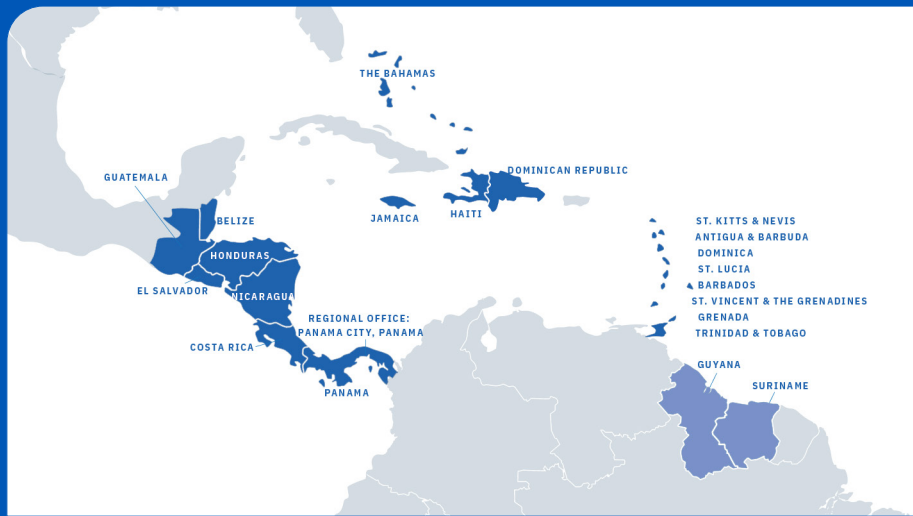 THE BAHAMAS
GUATEMALA
DOMINICAN REPUBLIC
BELIZE
JAMAICA
HAITI
HONDURAS
EL SALVADOR
NICARAGUA
REGIONAL OFFICE:
PANAMA CITY, PANAMA
COSTA RICA
PANAMA
ST. KITTS & NEVIS
ANTIGUA & BARBUDA
DOMINICA
ST. LUCIA
BARBADOS
ST. VINCENT & THE GRENADINES
GRENADA
TRINIDAD & TOBAGO
GUYANA
SURINAME